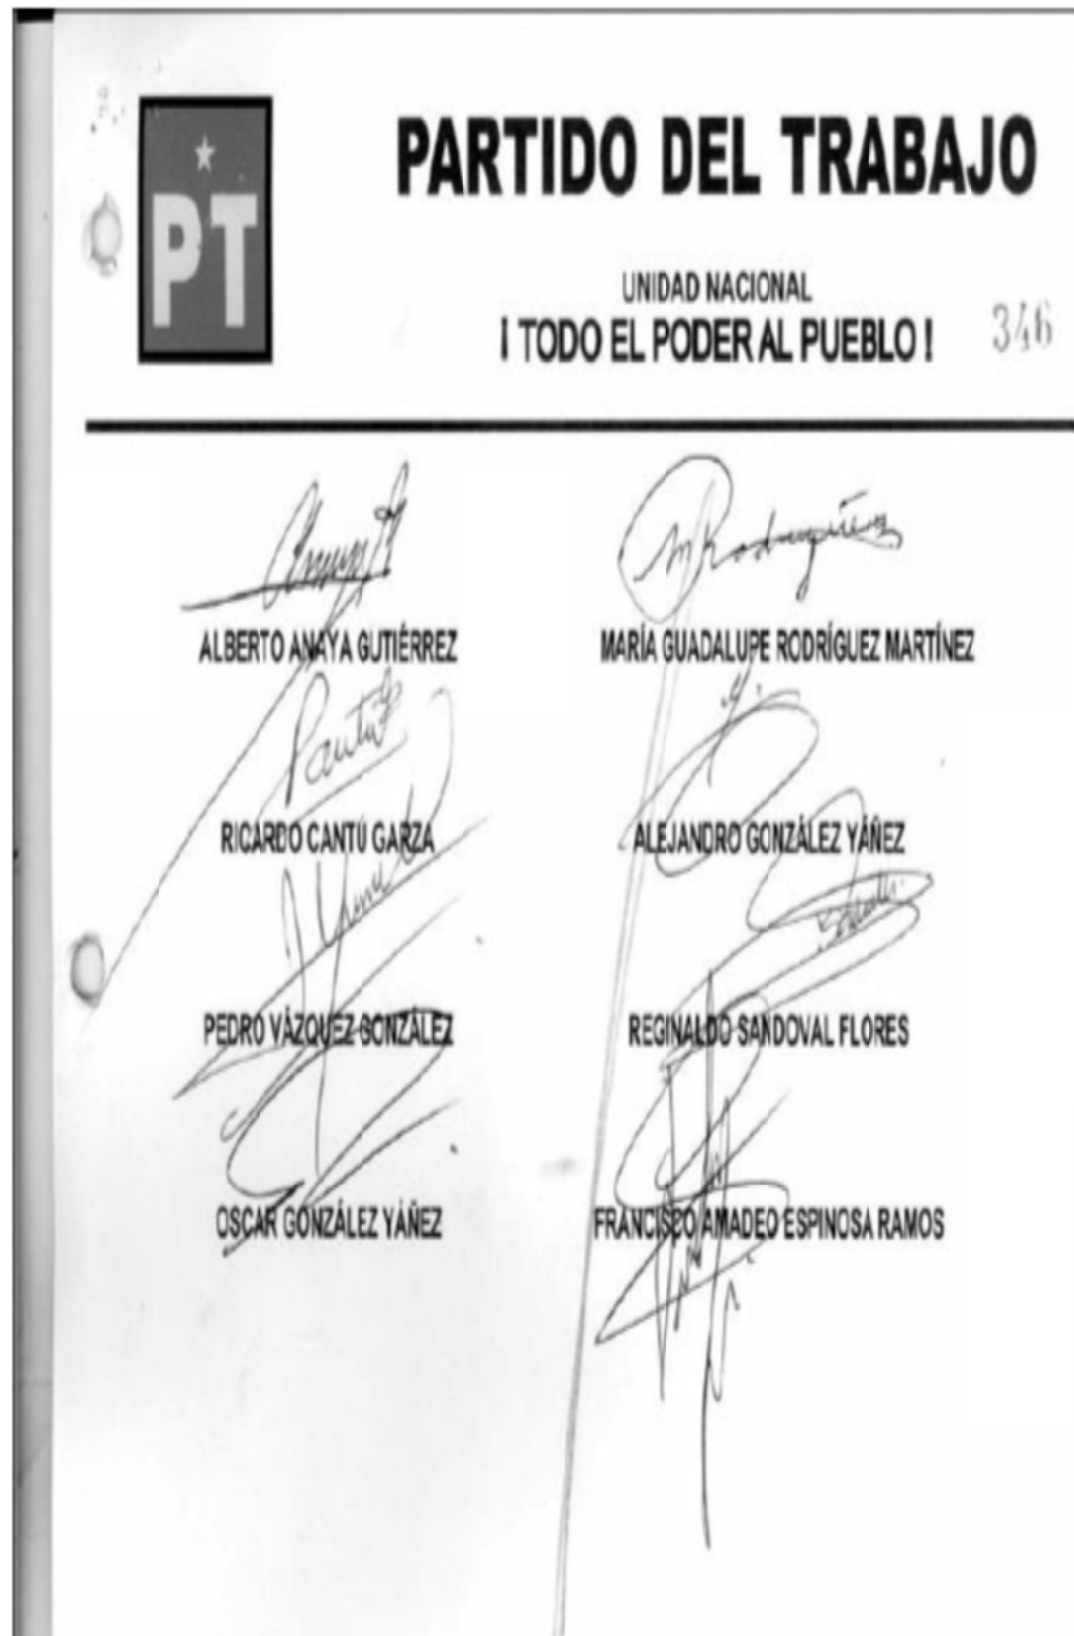 PT
PARTIDO DEL TRABAJO
UNIDAD NACIONAL
¡ TODO EL PODER AL PUEBLO !
346
Rodríguez
ALBERTO ANAYA GUTIÉRREZ
MARÍA GUADALUPE RODRÍGUEZ MARTÍNEZ
Cantú
RICARDO CANTÚ GARZA
ALEJANDRO GONZÁLEZ YÁÑEZ
PEDRO VÁZQUEZ GONZÁLEZ
REGINALDO SANDOVAL FLORES
OSCAR GONZÁLEZ YÁÑEZ
FRANCISCO AMADEO ESPINOSA RAMOS